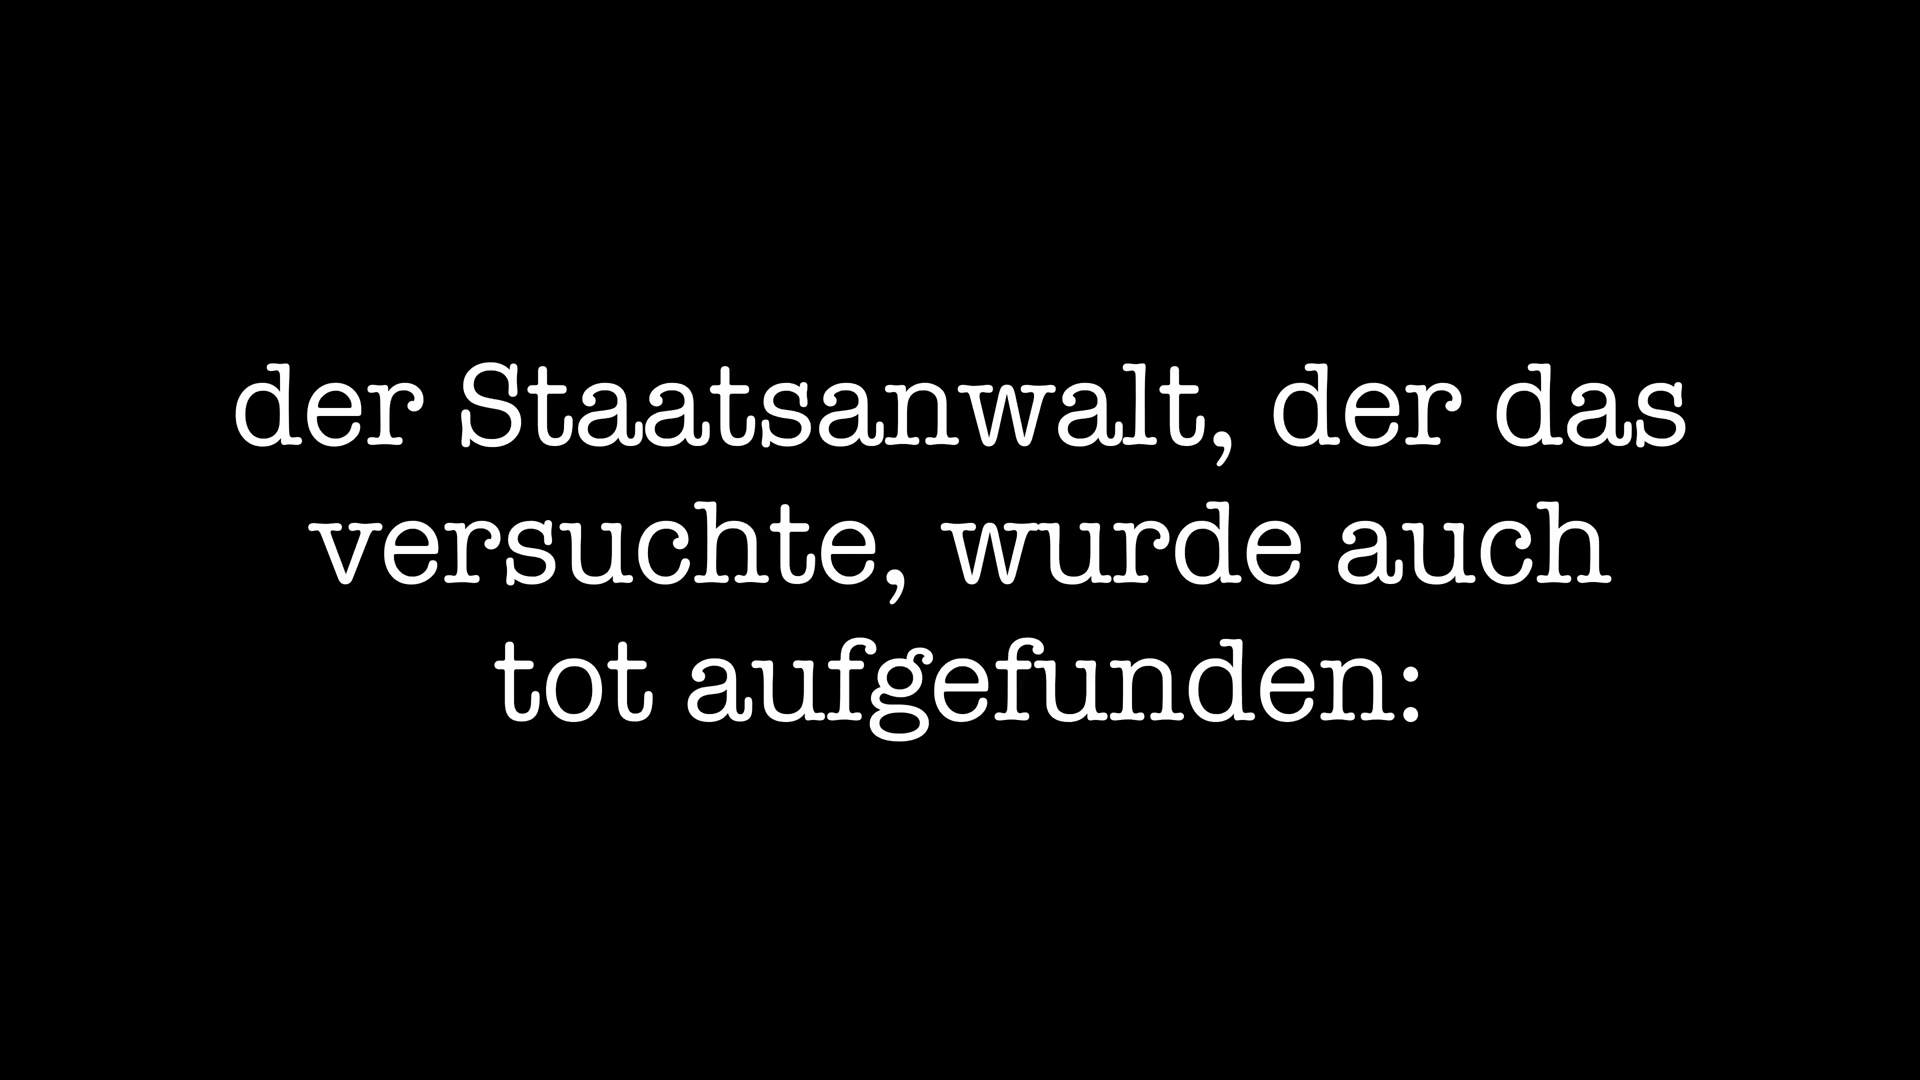 der Staatsanwalt, der das
versuchte, wurde auch
tot aufgefunden: